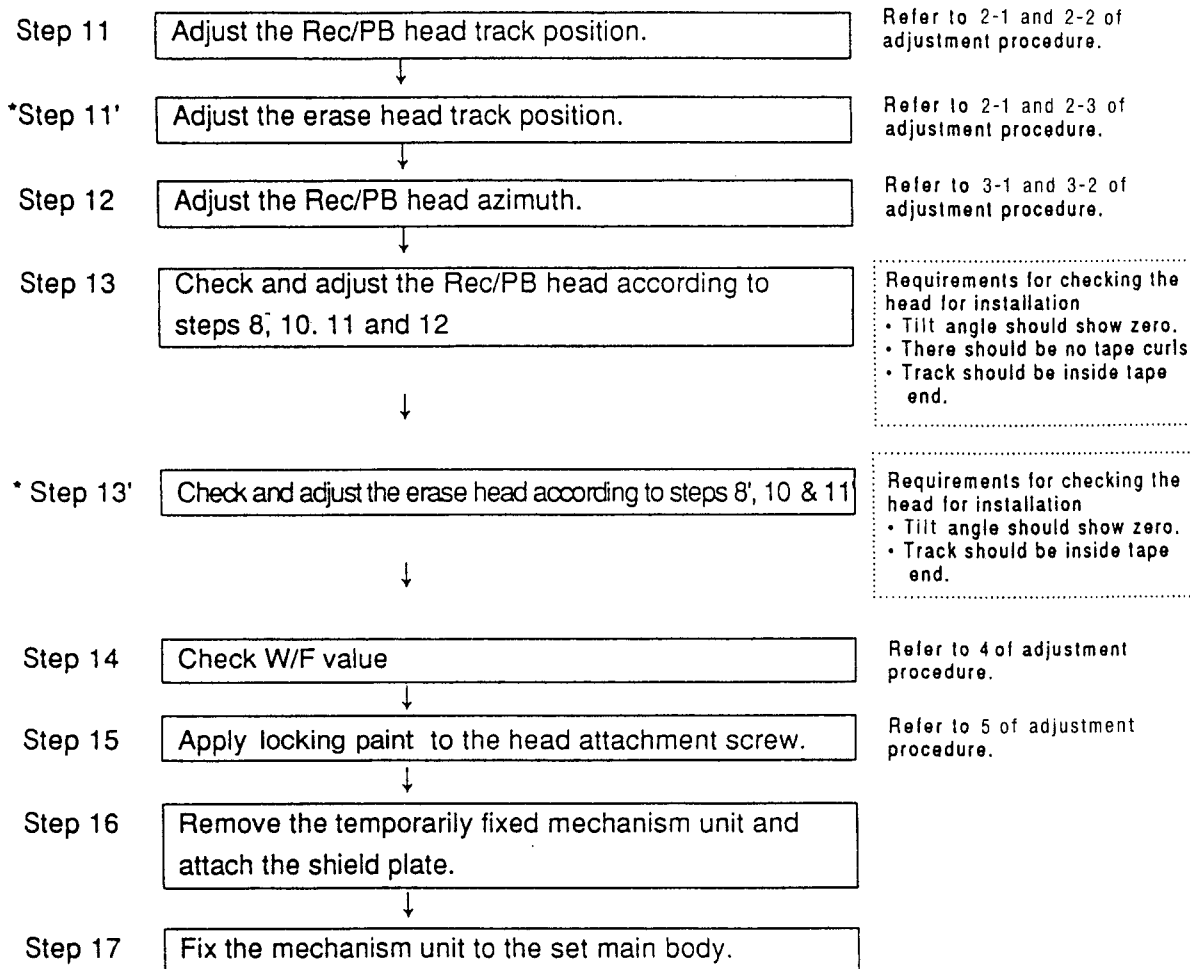 Step 11
Adjust the Rec/PB head track position.
Refer to 2-1 and 2-2 of
adjustment procedure.
*Step 11'
Adjust the erase head track position.
Refer to 2-1 and 2-3 of
adjustment procedure.
Step 12
Adjust the Rec/PB head azimuth.
Refer to 3-1 and 3-2 of
adjustment procedure.
Step 13
Check and adjust the Rec/PB head according to
steps 8, 10. 11 and 12
Requirements for checking the
head for installation
• Tilt angle should show zero.
• There should be no tape curls
• Track should be inside tape
end.
* Step 13'
Check and adjust the erase head according to steps 8', 10 & 11'
Requirements for checking the
head for installation
• Tilt angle should show zero.
• Track should be inside tape
end.
Step 14
Check W/F value
Refer to 4 of adjustment
procedure.
Step 15
Apply locking paint to the head attachment screw.
Refer to 5 of adjustment
procedure.
Step 16
Remove the temporarily fixed mechanism unit and
attach the shield plate.
Step 17
Fix the mechanism unit to the set main body.